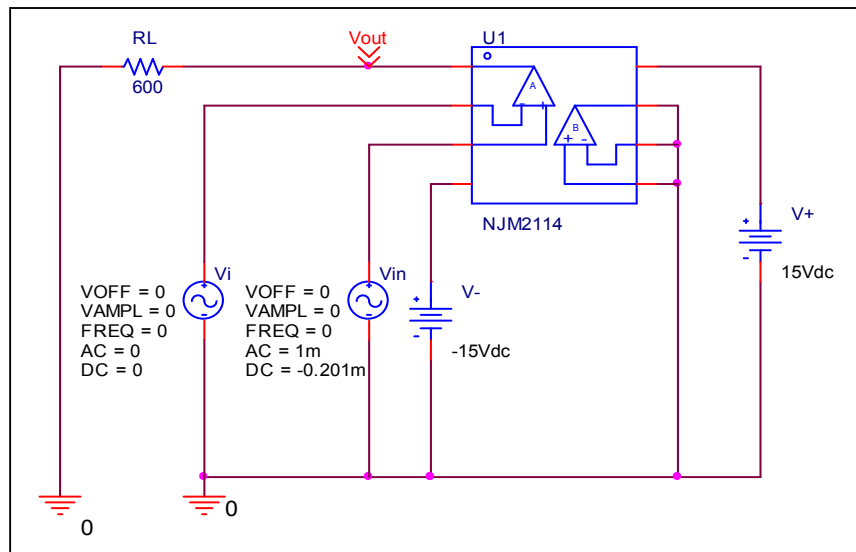 RL
600
Vout
U1
A
B
- +
+ -
NJM2114
V+
+
-
15Vdc
Vi
+
-
VOFF = 0
VAMPL = 0
FREQ = 0
AC = 0
DC = 0
Vin
+
-
VOFF = 0
VAMPL = 0
FREQ = 0
AC = 1m
DC = -0.201m
V-
+
-
-15Vdc
0
0